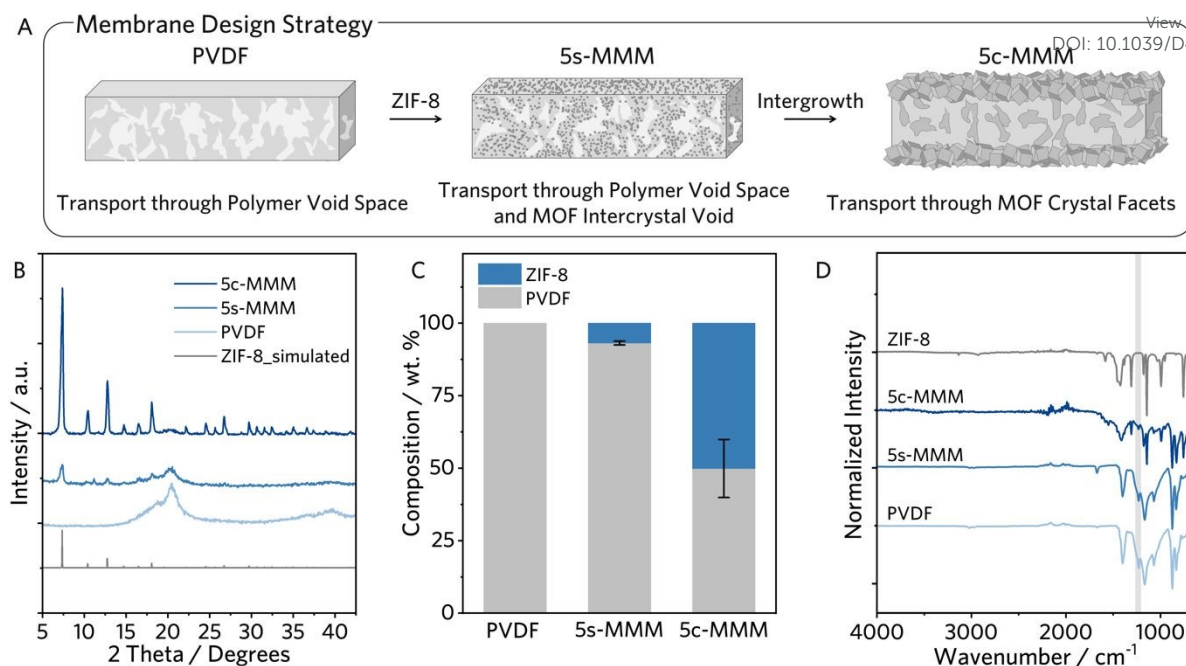 A
Membrane Design Strategy
View
DOI: 10.1039/D4
PVDF
5s-MMM
5c-MMM
ZIF-8
Intergrowth
Transport through Polymer Void Space
Transport through Polymer Void Space
and MOF Intercrystal Void
Transport through MOF Crystal Facets
B
5c-MMM
5s-MMM
PVDF
ZIF-8_simulated
Intensity / a.u.
5 10 15 20 25 30 35 40
2 Theta / Degrees
C
ZIF-8
PVDF
Composition / wt. %
100
75
50
25
0
PVDF 5s-MMM 5c-MMM
D
ZIF-8
5c-MMM
5s-MMM
PVDF
Normalized Intensity
4000 3000 2000 1000
Wavenumber / cm⁻¹